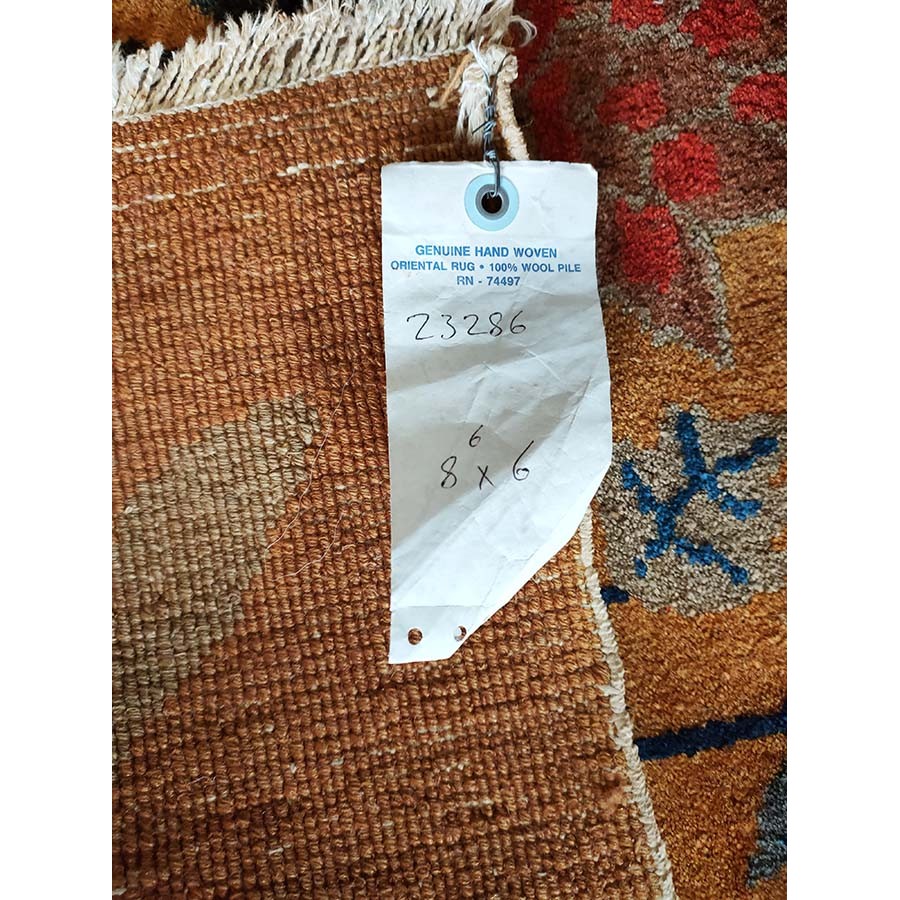 GENUINE HAND WOVEN
ORIENTAL RUG • 100% WOOL PILE
RN - 74497
23286
6
8 x 6